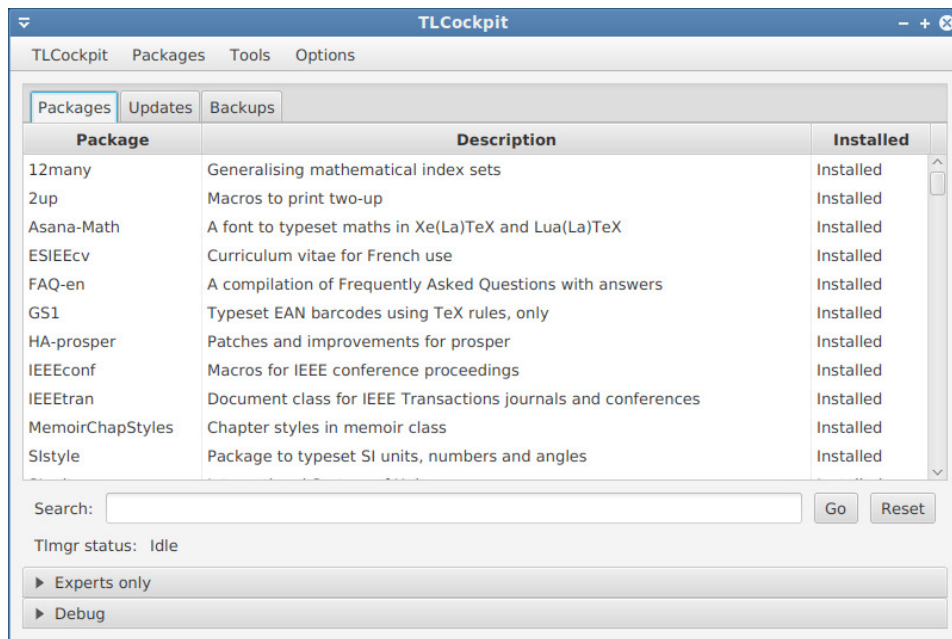 TLCockpit
TLCockpit Packages Tools Options
Packages Updates Backups
Package Description Installed
12many Generalising mathematical index sets Installed
2up Macros to print two-up Installed
Asana-Math A font to typeset maths in Xe(La)TeX and Lua(La)TeX Installed
ESIEEcv Curriculum vitae for French use Installed
FAQ-en A compilation of Frequently Asked Questions with answers Installed
GS1 Typeset EAN barcodes using TeX rules, only Installed
HA-prosper Patches and improvements for prosper Installed
IEEEconf Macros for IEEE conference proceedings Installed
IEEEtran Document class for IEEE Transactions journals and conferences Installed
MemoirChapStyles Chapter styles in memoir class Installed
SIstyle Package to typeset SI units, numbers and angles Installed
Search: Go Reset
Tlmgr status: Idle
Experts only
Debug